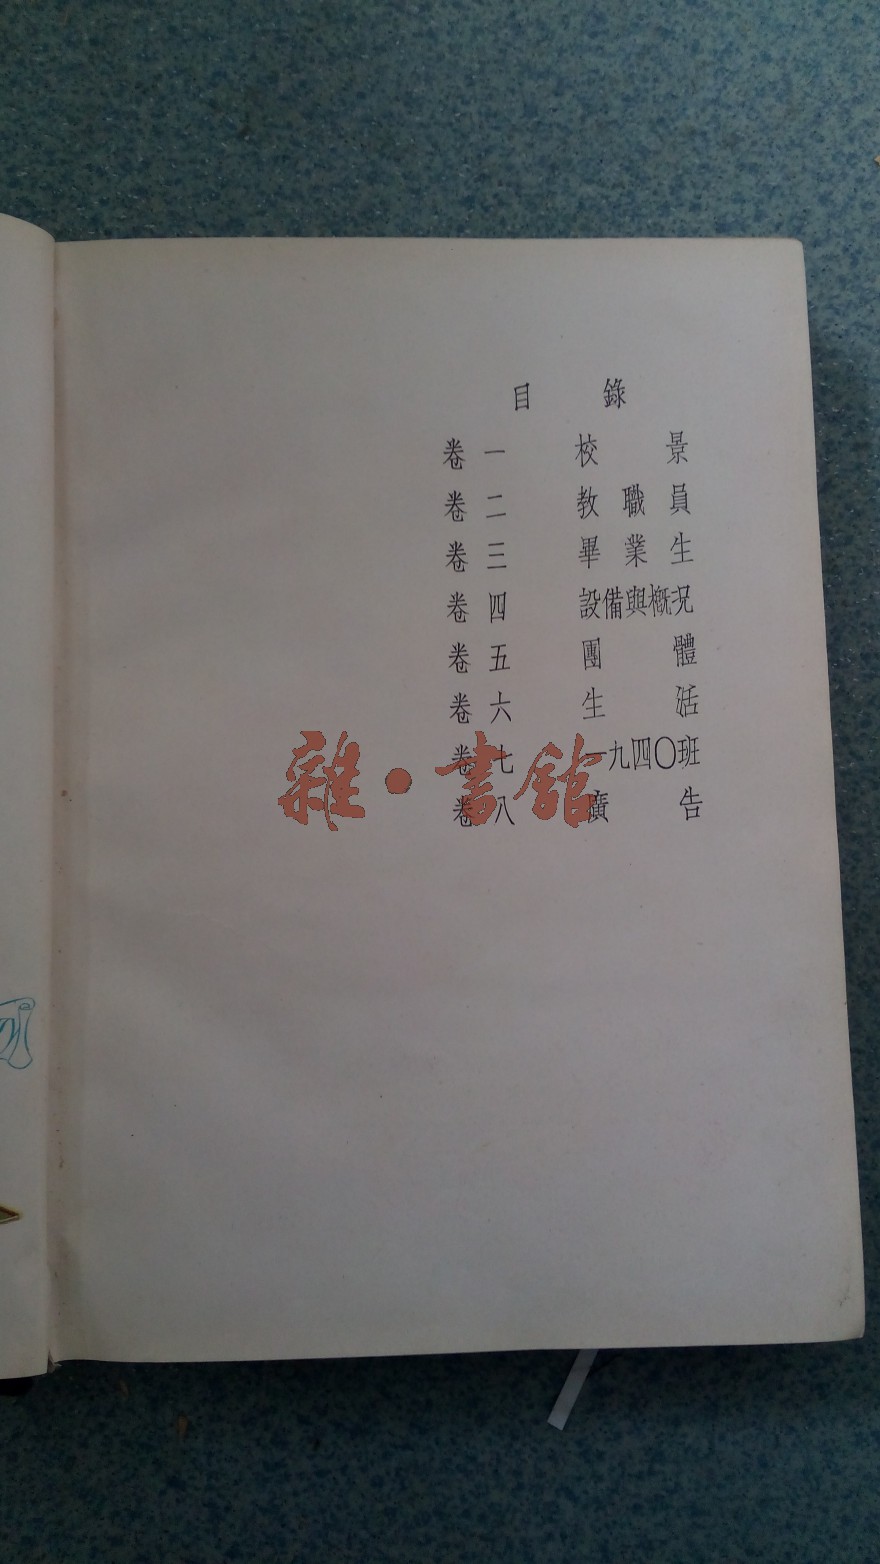 目 錄
卷一 校景
卷二 教職員
卷三 畢業生
卷四 設備與概況
卷五 團體
卷六 生活
卷七 一九四〇班
卷八 廣告
雜·書館